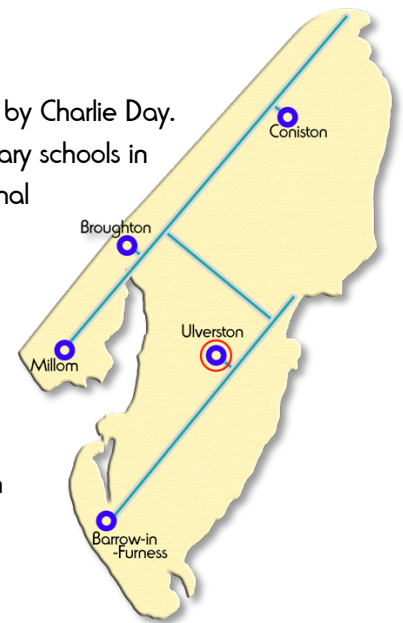 by Charlie Day.
ary schools in
nal
Coniston
Broughton
Ulverston
Millom
n
Barrow-in
-Furness